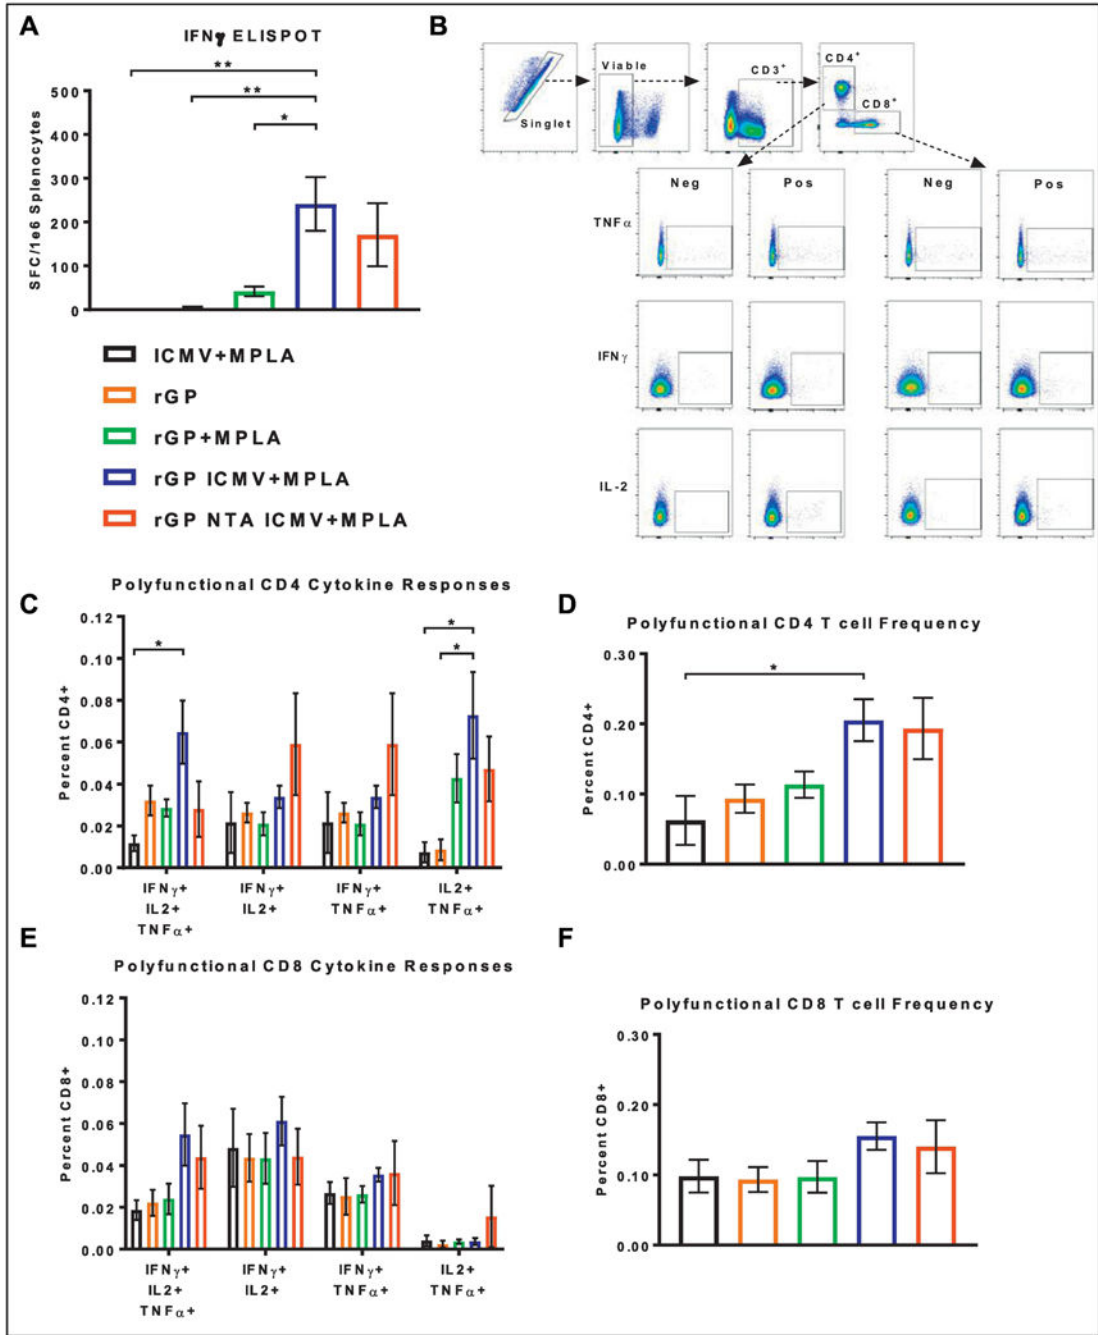 A
IFNγ ELISPOT
**
**
*
500
400
300
200
100
0
SFC/1e6 Splenocytes
ICMV+MPLA
rGP
rGP+MPLA
rGP ICMV+MPLA
rGP NTA ICMV+MPLA
B
Singlet
Viable
CD3+
CD4+
CD8+
Neg
Pos
Neg
Pos
TNFα
IFNγ
IL-2
C
Polyfunctional CD4 Cytokine Responses
*
*
*
0.12
0.10
0.08
0.06
0.04
0.02
0.00
Percent CD4+
IFNγ+
IL2+
TNFα+
IFNγ+
IL2+
IFNγ+
TNFα+
IL2+
TNFα+
D
Polyfunctional CD4 T cell Frequency
*
0.30
0.20
0.10
0.00
Percent CD4+
E
Polyfunctional CD8 Cytokine Responses
0.12
0.10
0.08
0.06
0.04
0.02
0.00
Percent CD8+
IFNγ+
IL2+
TNFα+
IFNγ+
IL2+
IFNγ+
TNFα+
IL2+
TNFα+
F
Polyfunctional CD8 T cell Frequency
0.30
0.20
0.10
0.00
Percent CD8+